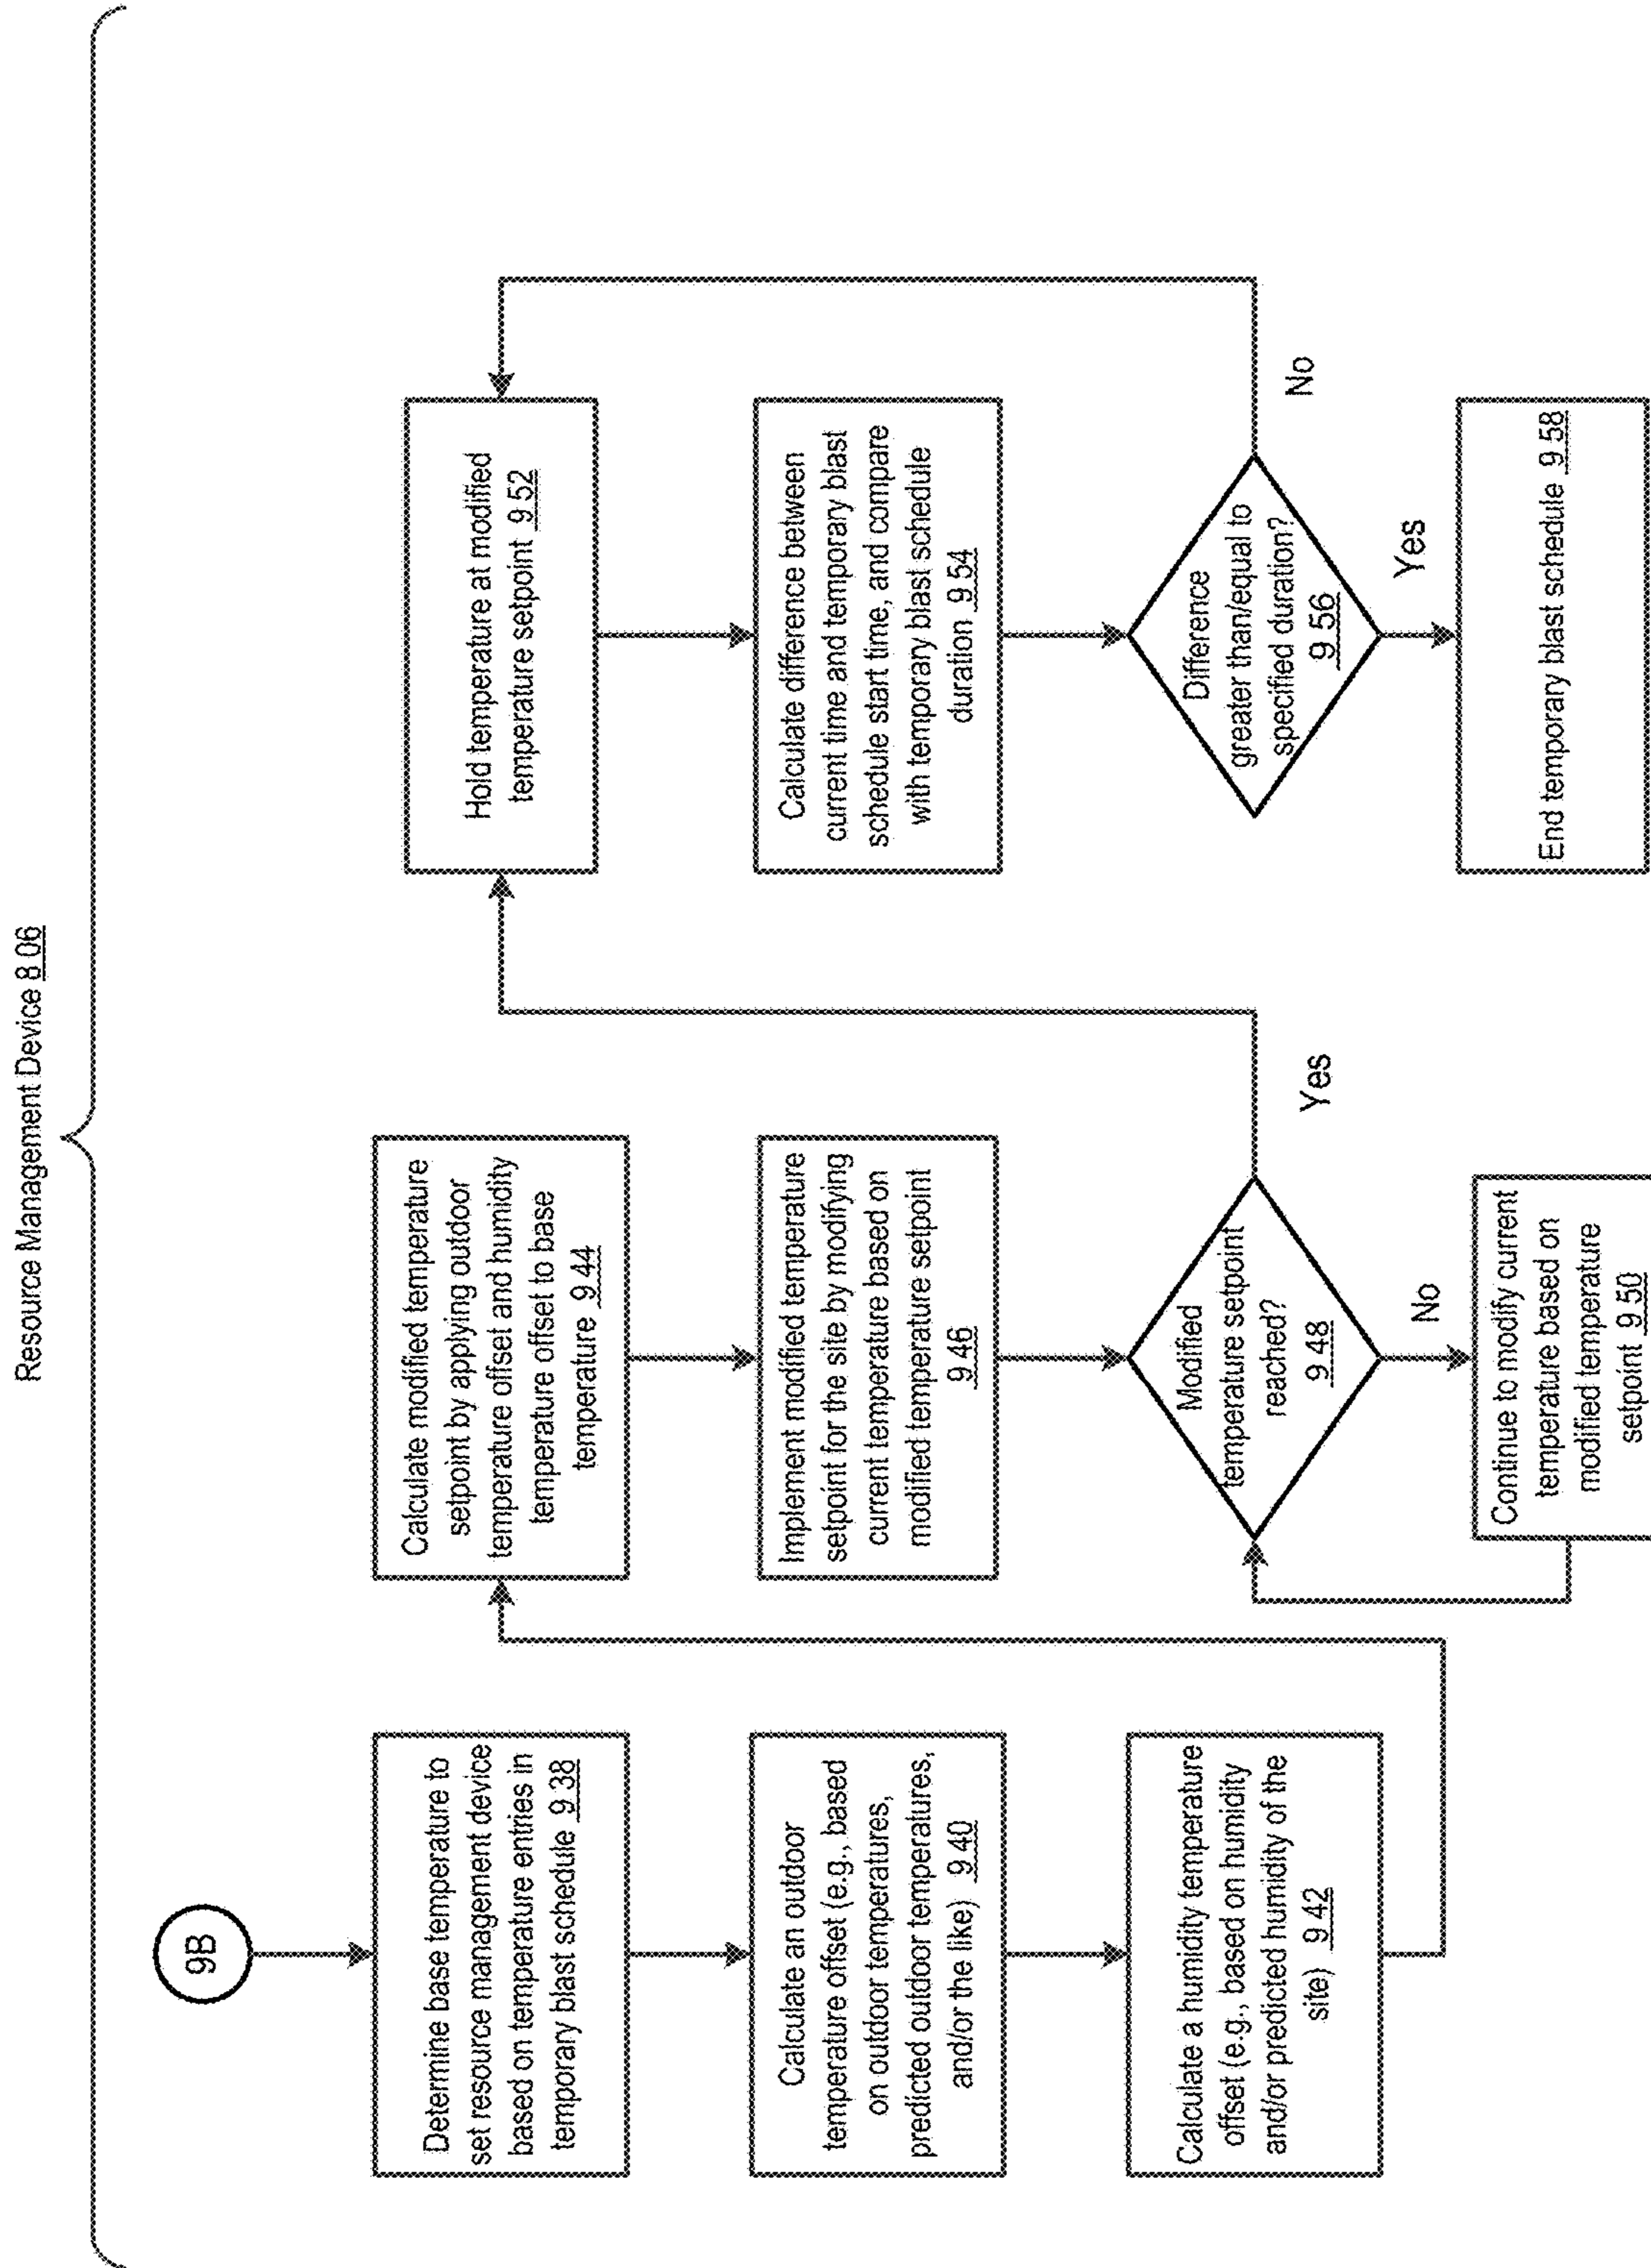 Resource Management Device 8 06
9B
Determine base temperature to
set resource management device
based on temperature entries in
temporary blast schedule 9 38
Calculate an outdoor
temperature offset (e.g., based
on outdoor temperatures,
predicted outdoor temperatures,
and/or the like) 9 40
Calculate a humidity temperature
offset (e.g., based on humidity
and/or predicted humidity of the
site) 9 42
Calculate modified temperature
setpoint by applying outdoor
temperature offset and humidity
temperature offset to base
temperature 9 44
Implement modified temperature
setpoint for the site by modifying
current temperature based on
modified temperature setpoint
9 46
Modified
temperature setpoint
reached?
9 48
Yes
No
Continue to modify current
temperature based on
modified temperature
setpoint 9 50
Hold temperature at modified
temperature setpoint 9 52
Calculate difference between
current time and temporary blast
schedule start time, and compare
with temporary blast schedule
duration 9 54
Difference
greater than/equal to
specified duration?
9 56
No
Yes
End temporary blast schedule 9 58